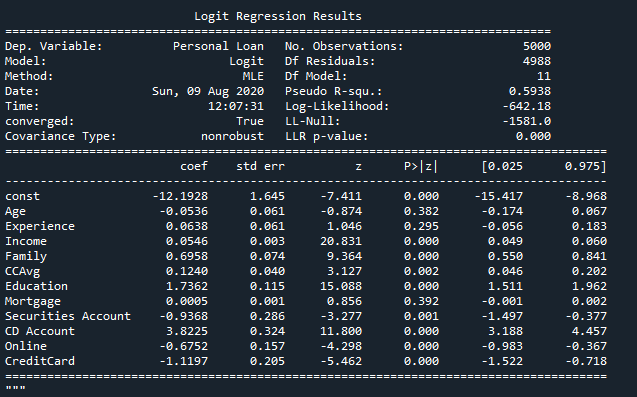 Logit Regression Results
==============================================================================
Dep. Variable:          Personal Loan   No. Observations:                 5000
Model:                          Logit   Df Residuals:                     4988
Method:                           MLE   Df Model:                           11
Date:                Sun, 09 Aug 2020   Pseudo R-squ.:                  0.5938
Time:                        12:07:31   Log-Likelihood:                -642.18
converged:                       True   LL-Null:                       -1581.0
Covariance Type:            nonrobust   LLR p-value:                     0.000
======================================================================================
                         coef    std err          z      P>|z|      [0.025      0.975]
--------------------------------------------------------------------------------------
const                -12.1928      1.645     -7.411      0.000     -15.417      -8.968
Age                   -0.0536      0.061     -0.874      0.382      -0.174       0.067
Experience             0.0638      0.061      1.046      0.295      -0.056       0.183
Income                 0.0546      0.003     20.831      0.000       0.049       0.060
Family                 0.6958      0.074      9.364      0.000       0.550       0.841
CCAvg                  0.1240      0.040      3.127      0.002       0.046       0.202
Education              1.7362      0.115     15.088      0.000       1.511       1.962
Mortgage               0.0005      0.001      0.856      0.392      -0.001       0.002
Securities Account    -0.9368      0.286     -3.277      0.001      -1.497      -0.377
CD Account             3.8225      0.324     11.800      0.000       3.188       4.457
Online                -0.6752      0.157     -4.298      0.000      -0.983      -0.367
CreditCard            -1.1197      0.205     -5.462      0.000      -1.522      -0.718
======================================================================================
"""